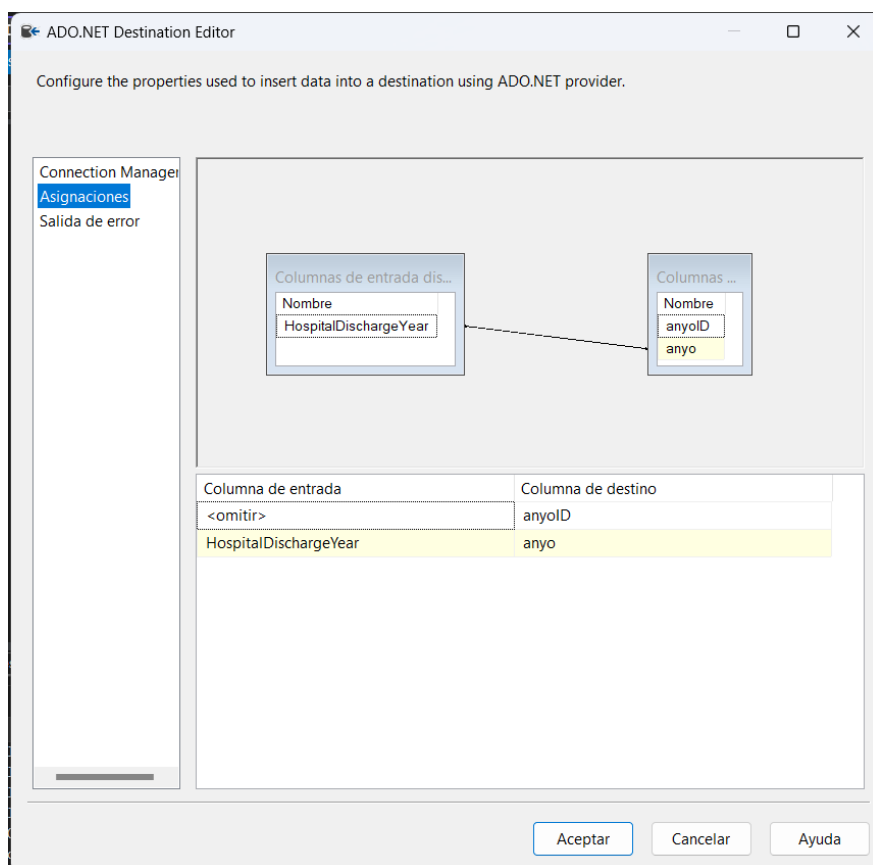 ADO.NET Destination Editor
Configure the properties used to insert data into a destination using ADO.NET provider.
Connection Manager
Asignaciones
Salida de error
Columnas de entrada dis...
Nombre
HospitalDischargeYear
Columnas ...
Nombre
anyoID
anyo
Columna de entrada Columna de destino
<omitir> anyoID
HospitalDischargeYear anyo
Aceptar Cancelar Ayuda